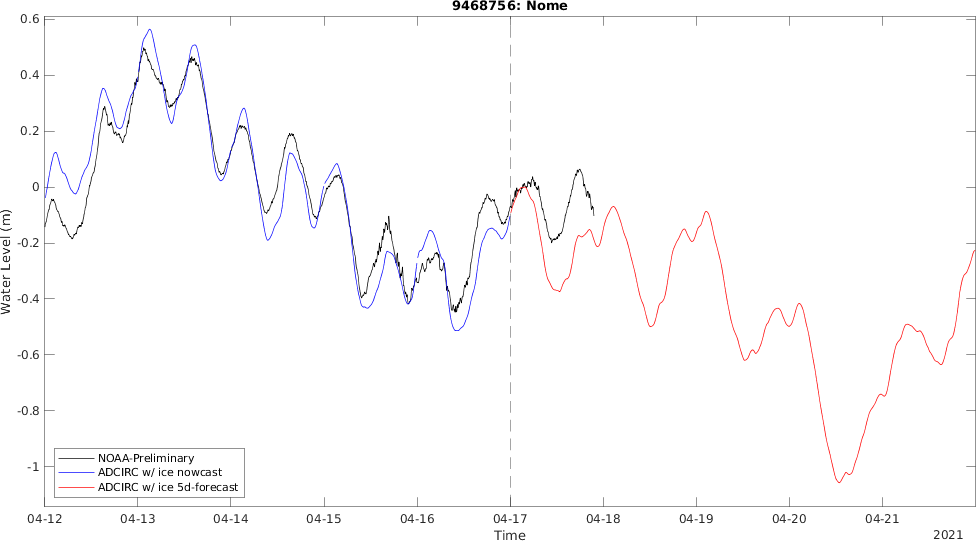 9468756: Nome
0.6
0.4
0.2
0
-0.2
-0.4
-0.6
-0.8
-1
Water Level (m)
NOAA-Preliminary
ADCIRC w/ ice nowcast
ADCIRC w/ ice 5d-forecast
04-12 04-13 04-14 04-15 04-16 04-17 04-18 04-19 04-20 04-21
Time
2021